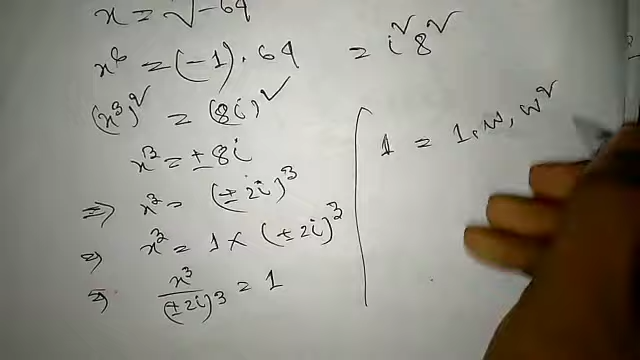 x = √-64
x⁶ = (-1) · 64 = i² 8²
(x³)² = (8i)²
x³ = ± 8i
⇒ x³ = (± 2i)³
⇒ x³ = 1 × (± 2i)³
⇒ x³/(± 2i)³ = 1
1 = 1, w, w²